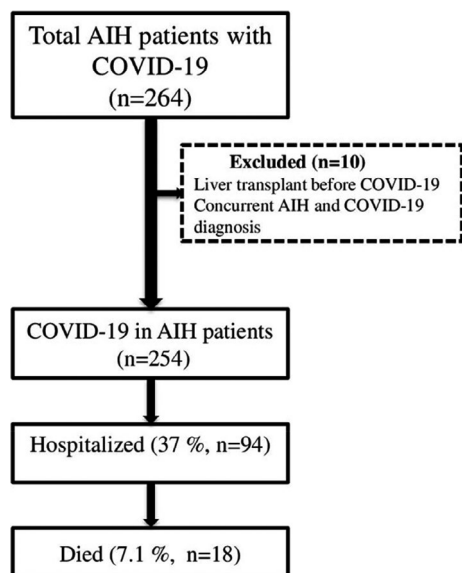 Total AIH patients with
COVID-19
(n=264)
Excluded (n=10)
Liver transplant before COVID-19
Concurrent AIH and COVID-19
diagnosis
COVID-19 in AIH patients
(n=254)
Hospitalized (37 %, n=94)
Died (7.1 %, n=18)